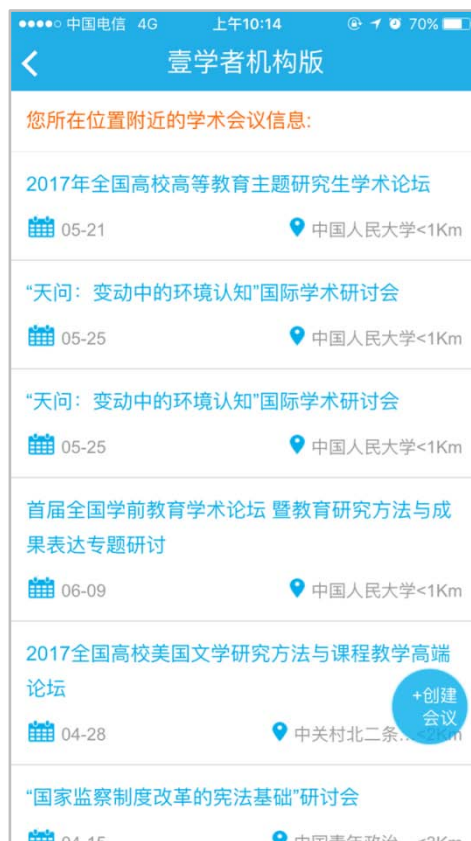 中国电信 4G 上午10:14 70%
壹学者机构版
您所在位置附近的学术会议信息:
2017年全国高校高等教育主题研究生学术论坛
05-21 中国人民大学<1Km
“天问：变动中的环境认知”国际学术研讨会
05-25 中国人民大学<1Km
“天问：变动中的环境认知”国际学术研讨会
05-25 中国人民大学<1Km
首届全国学前教育学术论坛 暨教育研究方法与成
果表达专题研讨
06-09 中国人民大学<1Km
2017全国高校美国文学研究方法与课程教学高端
论坛
+创建
会议
04-28 中关村北二条...<2Km
“国家监察制度改革的宪法基础”研讨会